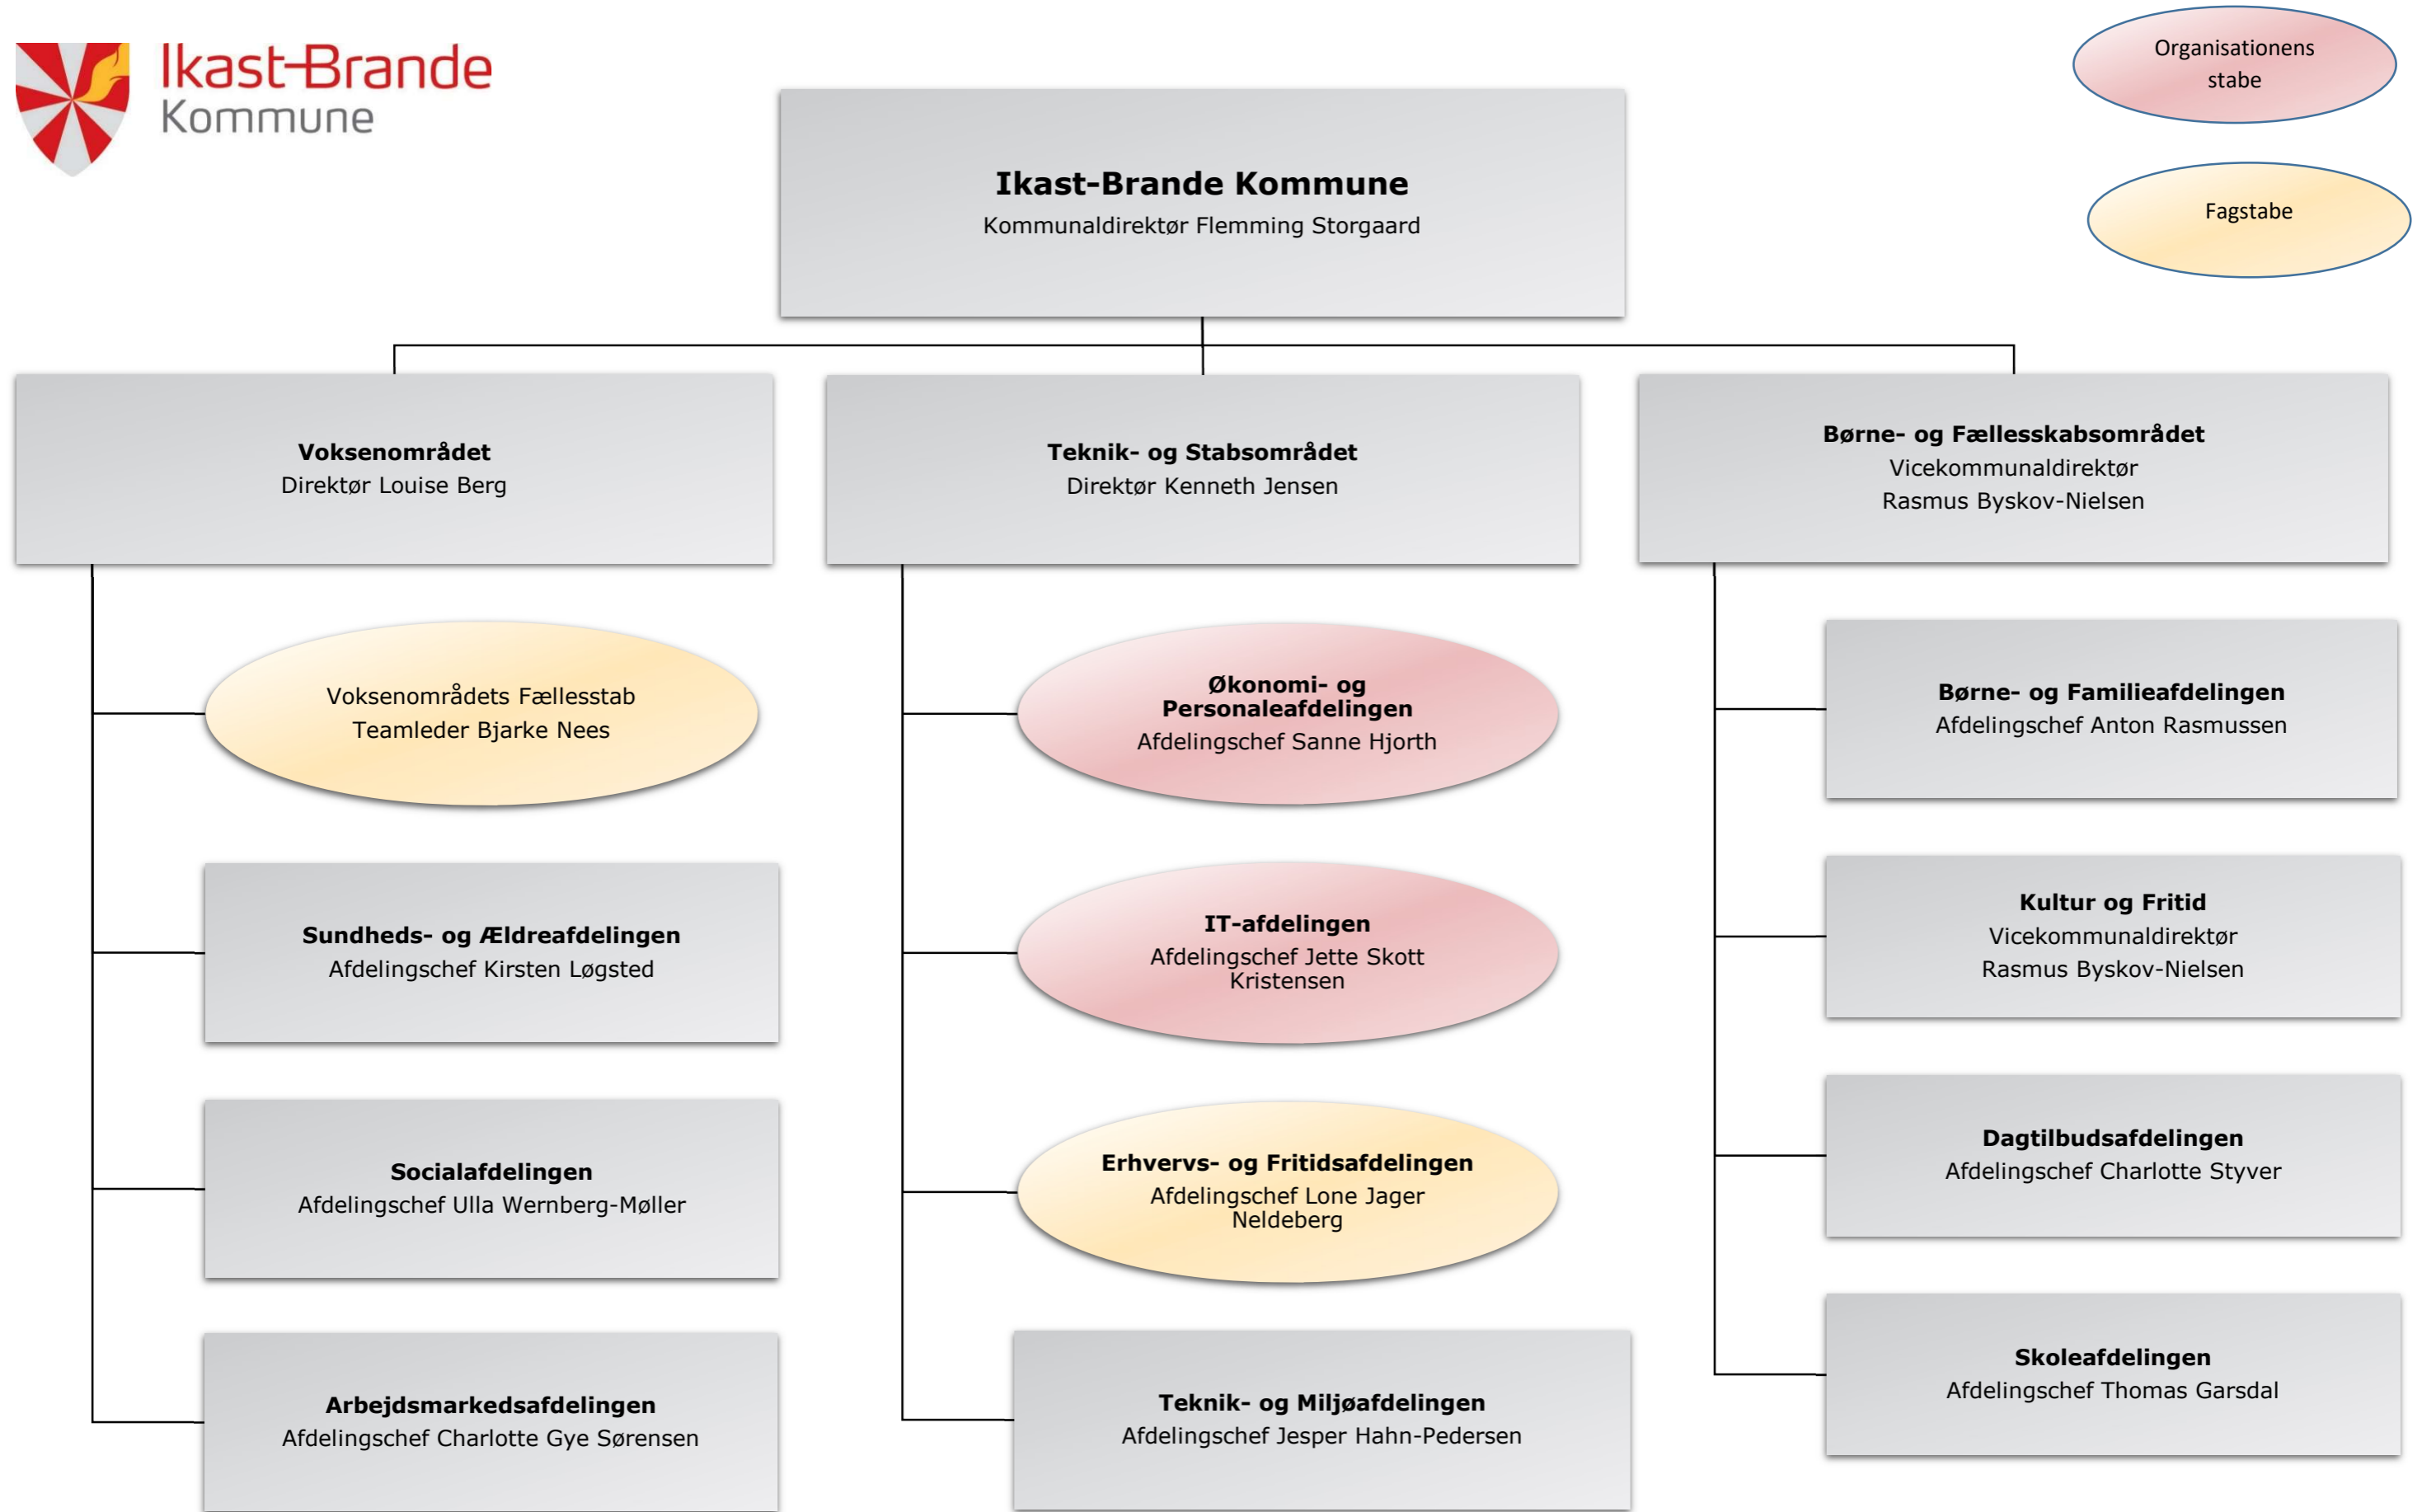 Ikast-Brande
Kommune
Organisationens
stabe
Fagstabe
Ikast-Brande Kommune
Kommunaldirektør Flemming Storgaard
Voksenområdet
Direktør Louise Berg
Voksenområdets Fællesstab
Teamleder Bjarke Nees
Sundheds- og Ældreafdelingen
Afdelingschef Kirsten Løgsted
Socialafdelingen
Afdelingschef Ulla Wernberg-Møller
Arbejdsmarkedsafdelingen
Afdelingschef Charlotte Gye Sørensen
Teknik- og Stabsområdet
Direktør Kenneth Jensen
Økonomi- og
Personaleafdelingen
Afdelingschef Sanne Hjorth
IT-afdelingen
Afdelingschef Jette Skott
Kristensen
Erhvervs- og Fritidsafdelingen
Afdelingschef Lone Jager
Neldeberg
Teknik- og Miljøafdelingen
Afdelingschef Jesper Hahn-Pedersen
Børne- og Fællesskabsområdet
Vicekommunaldirektør
Rasmus Byskov-Nielsen
Børne- og Familieafdelingen
Afdelingschef Anton Rasmussen
Kultur og Fritid
Vicekommunaldirektør
Rasmus Byskov-Nielsen
Dagtilbudsafdelingen
Afdelingschef Charlotte Styver
Skoleafdelingen
Afdelingschef Thomas Garsdal